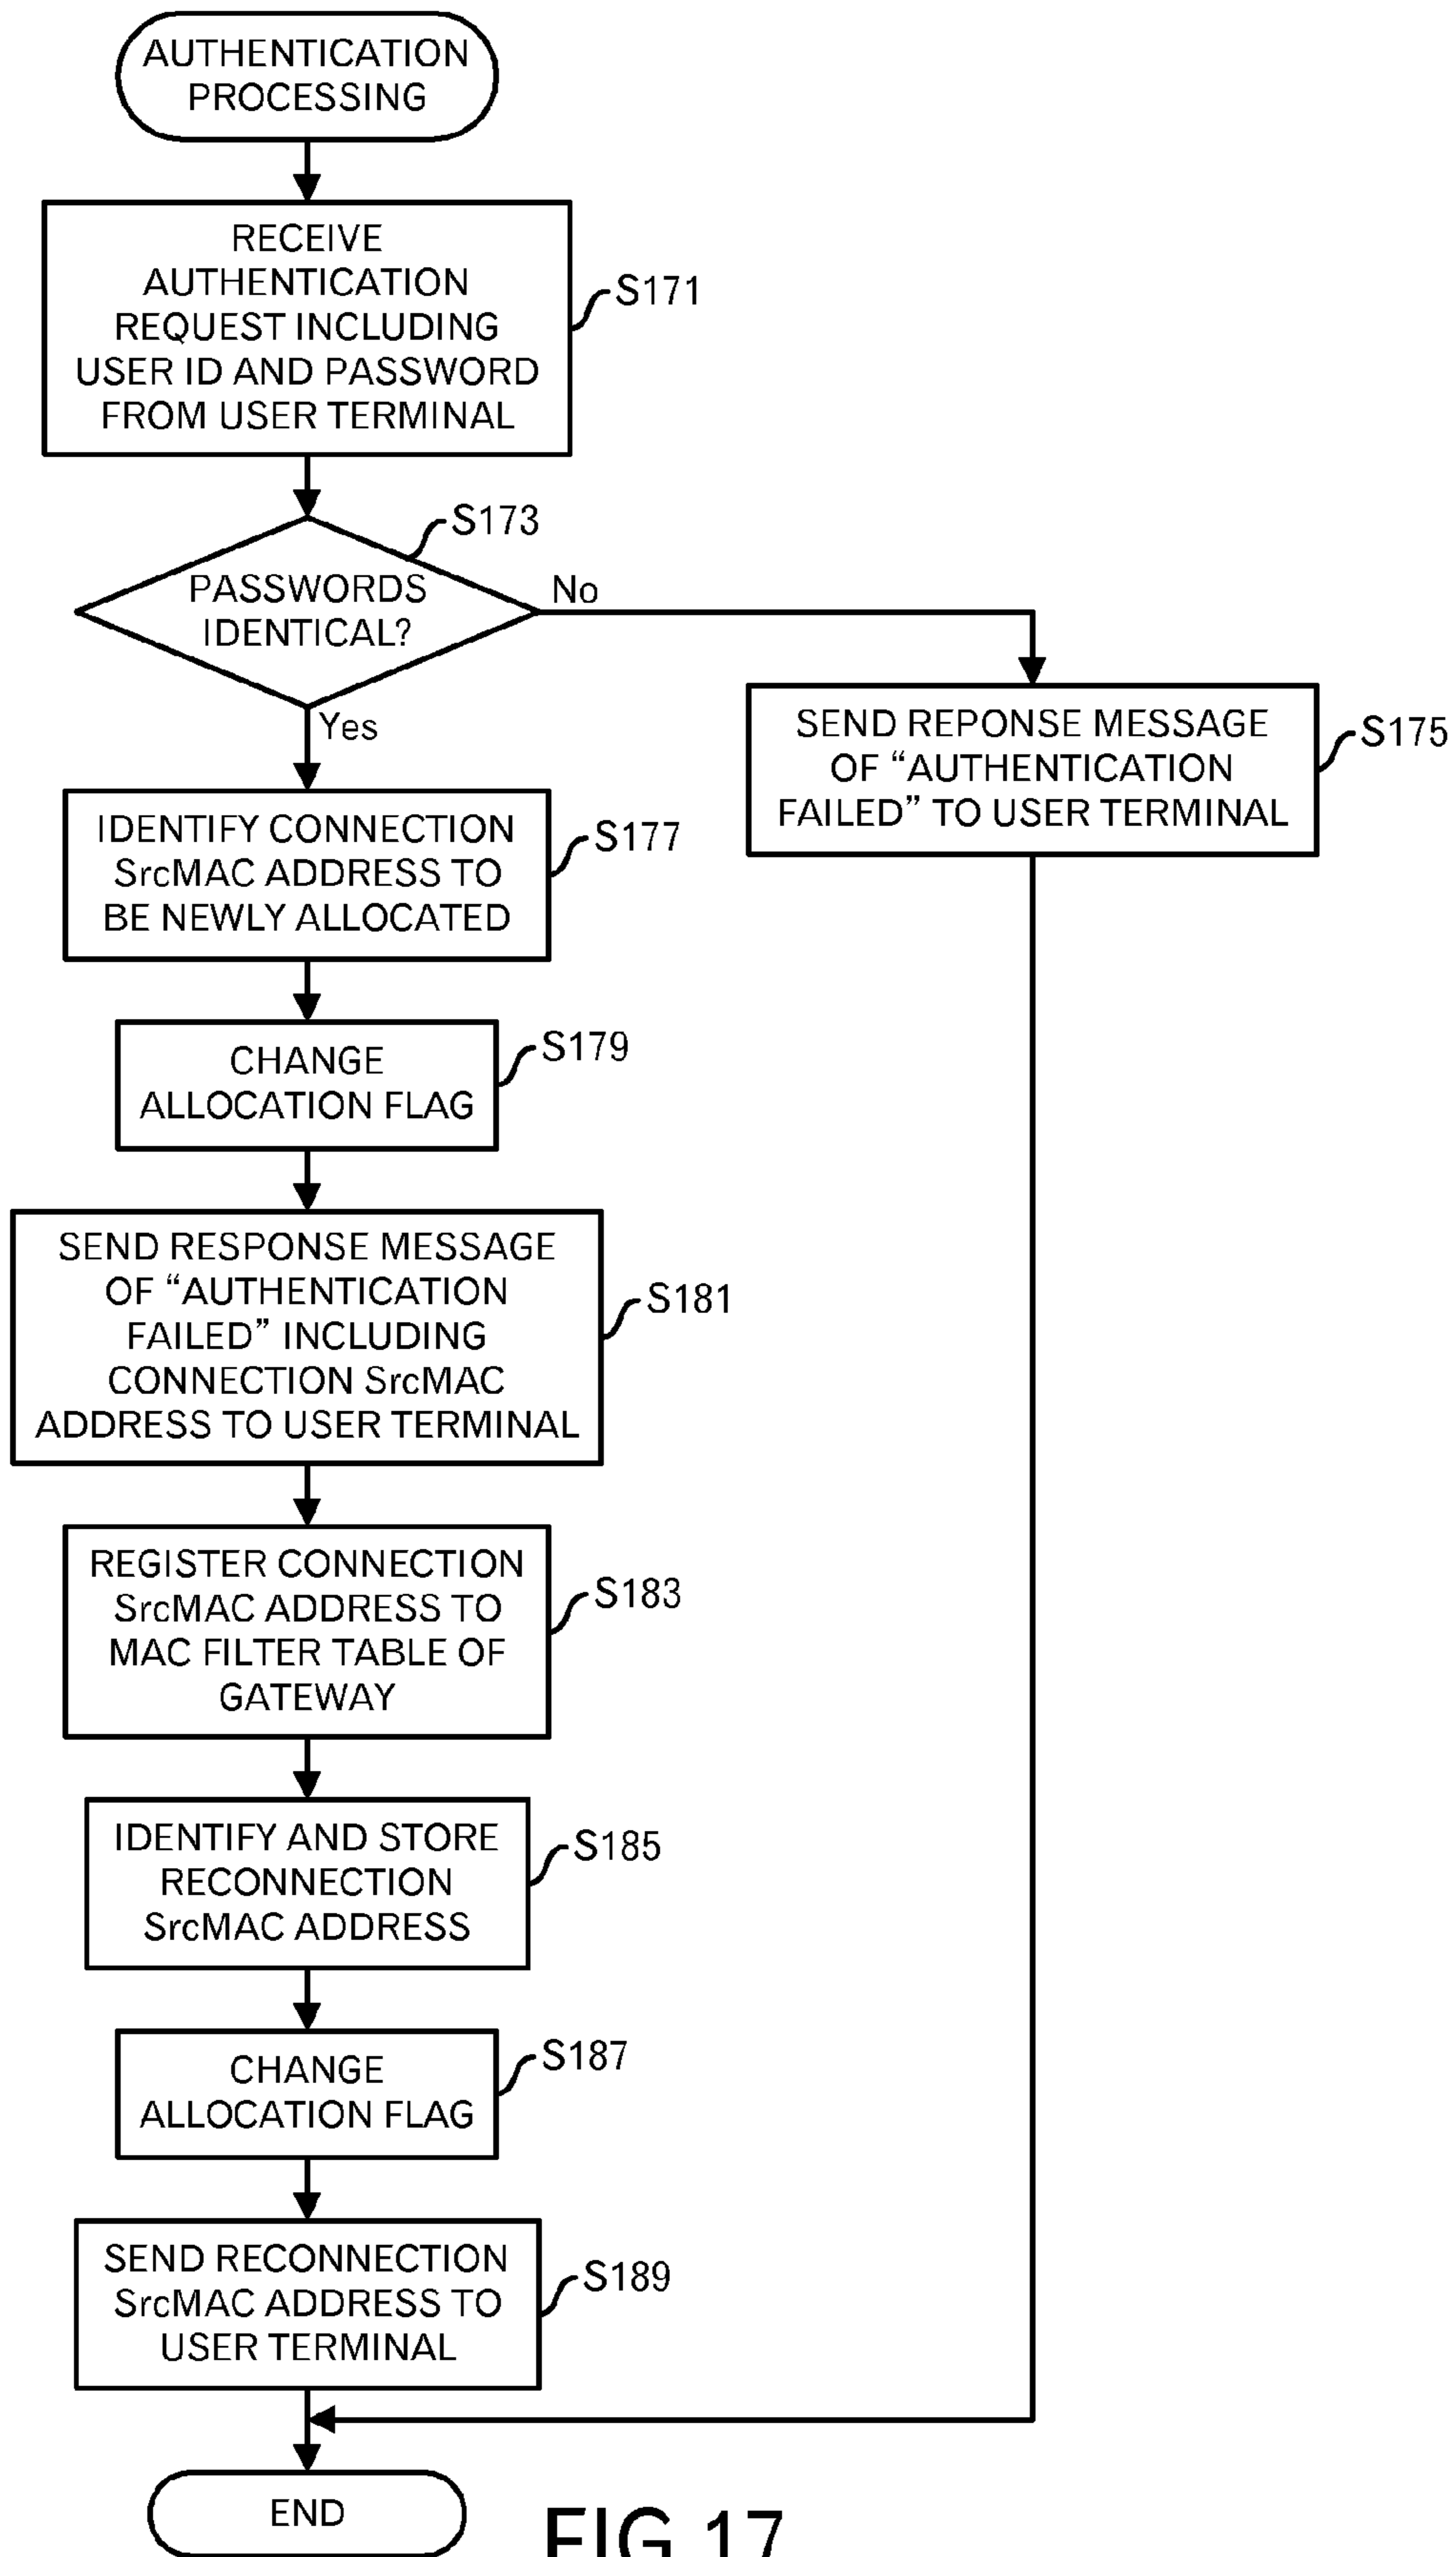 AUTHENTICATION
PROCESSING
RECEIVE
AUTHENTICATION
REQUEST INCLUDING
USER ID AND PASSWORD
FROM USER TERMINAL
S171
S173
PASSWORDS
IDENTICAL?
No
Yes
SEND REPONSE MESSAGE
OF “AUTHENTICATION
FAILED” TO USER TERMINAL
S175
IDENTIFY CONNECTION
SrcMAC ADDRESS TO
BE NEWLY ALLOCATED
S177
CHANGE
ALLOCATION FLAG
S179
SEND RESPONSE MESSAGE
OF “AUTHENTICATION
FAILED” INCLUDING
CONNECTION SrcMAC
ADDRESS TO USER TERMINAL
S181
REGISTER CONNECTION
SrcMAC ADDRESS TO
MAC FILTER TABLE OF
GATEWAY
S183
IDENTIFY AND STORE
RECONNECTION
SrcMAC ADDRESS
S185
CHANGE
ALLOCATION FLAG
S187
SEND RECONNECTION
SrcMAC ADDRESS TO
USER TERMINAL
S189
END
FIG.17